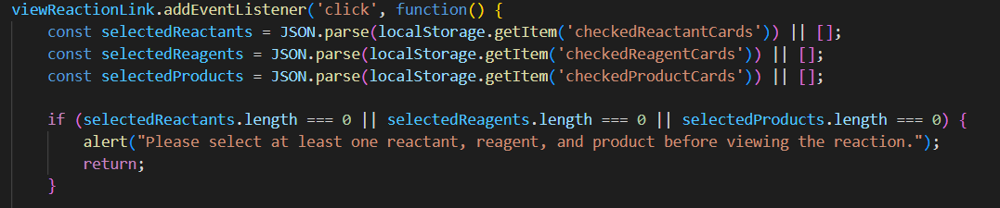 viewReactionLink.addEventListener('click', function() {
    const selectedReactants = JSON.parse(localStorage.getItem('checkedReactantCards')) || [];
    const selectedReagents = JSON.parse(localStorage.getItem('checkedReagentCards')) || [];
    const selectedProducts = JSON.parse(localStorage.getItem('checkedProductCards')) || [];

    if (selectedReactants.length === 0 || selectedReagents.length === 0 || selectedProducts.length === 0) {
        alert("Please select at least one reactant, reagent, and product before viewing the reaction.");
        return;
    }